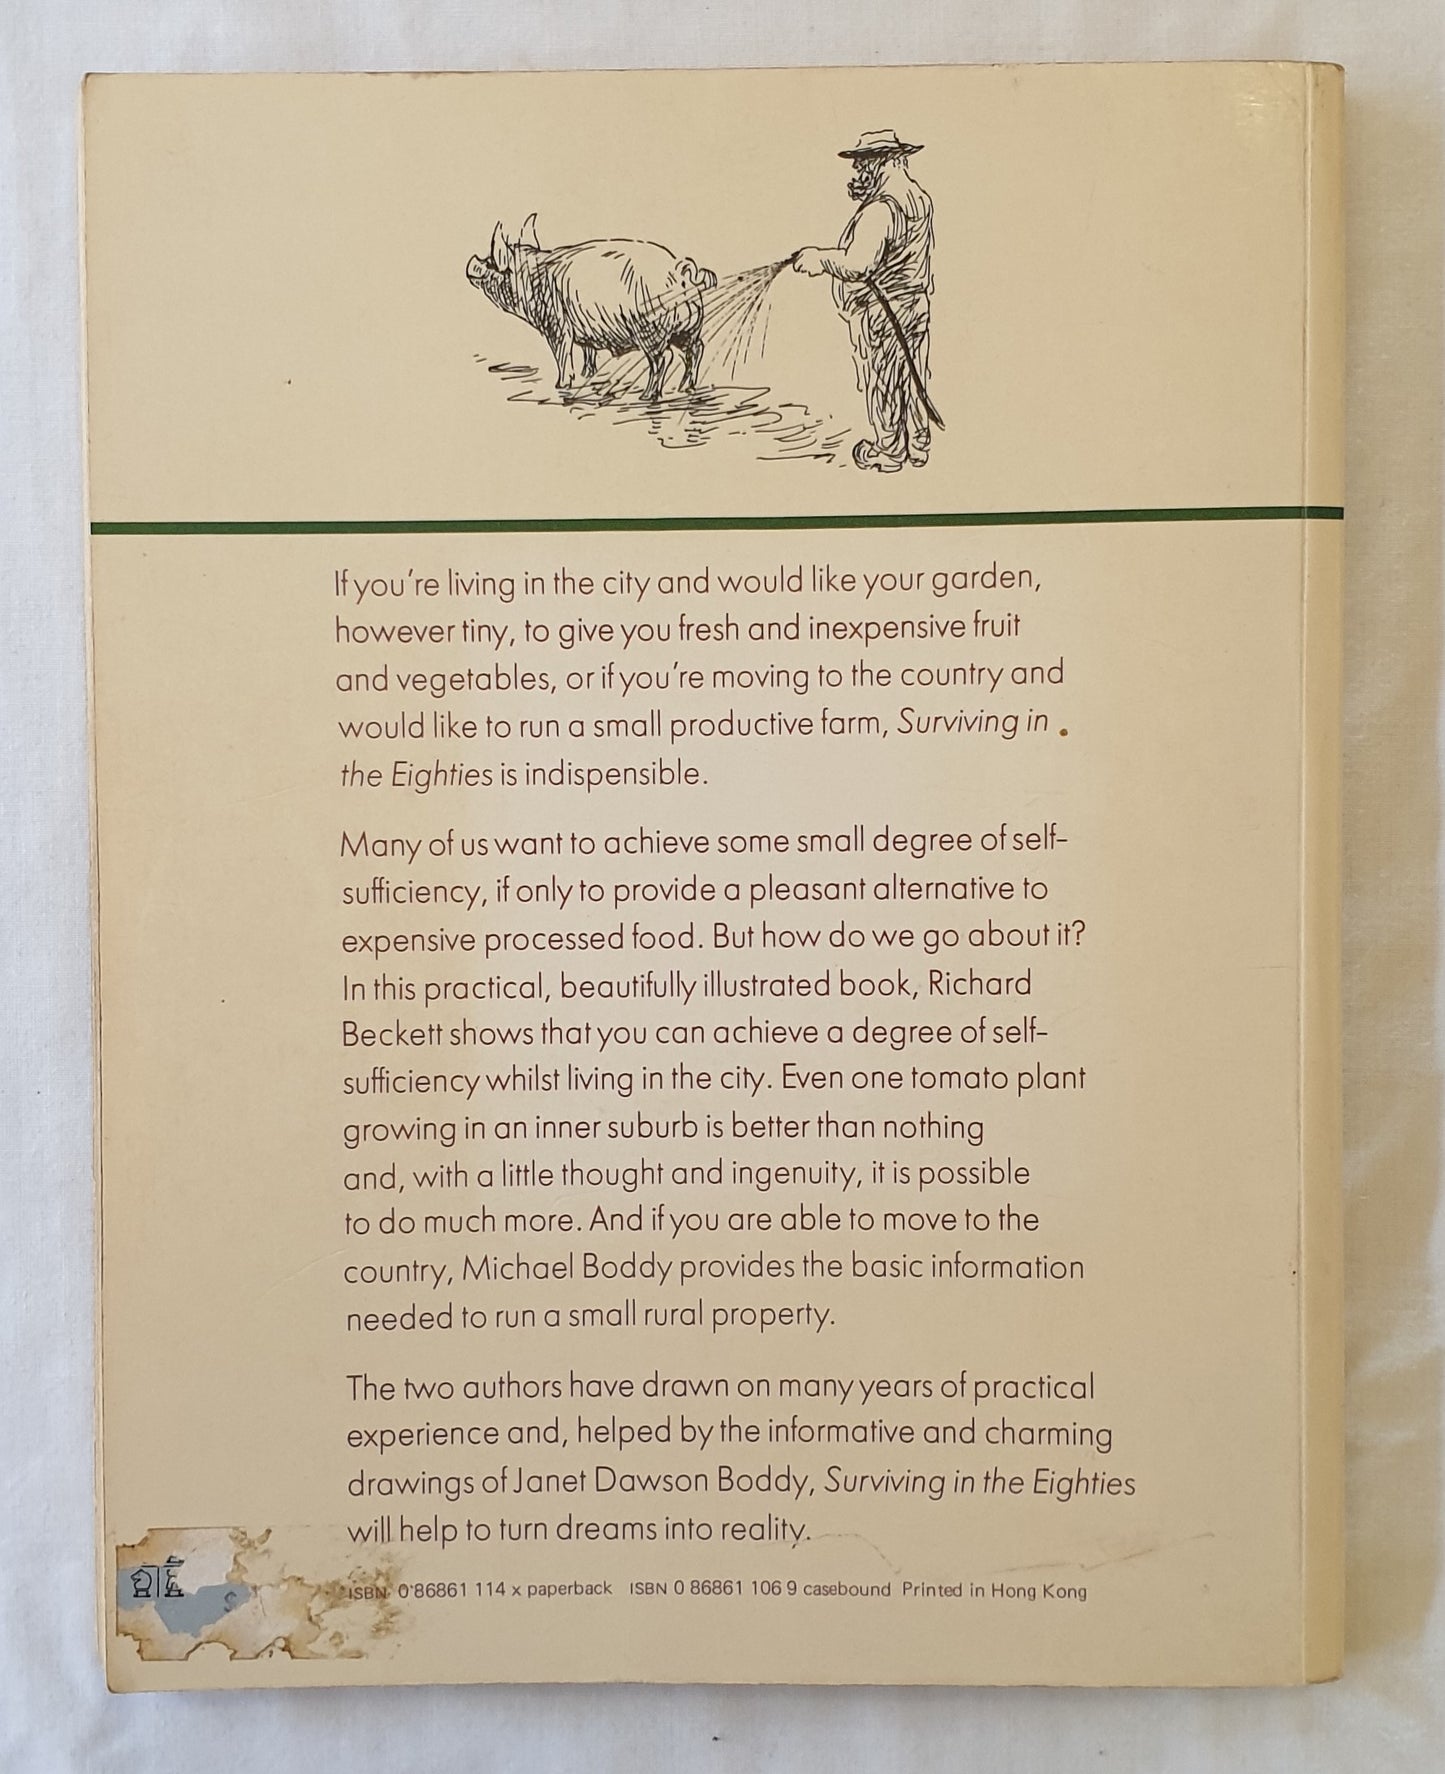 If you're living in the city and would like your garden,
however tiny, to give you fresh and inexpensive fruit
and vegetables, or if you're moving to the country and
would like to run a small productive farm, Surviving in
the Eighties is indispensible.
Many of us want to achieve some small degree of self-
sufficiency, if only to provide a pleasant alternative to
expensive processed food. But how do we go about it?
In this practical, beautifully illustrated book, Richard
Beckett shows that you can achieve a degree of self-
sufficiency whilst living in the city. Even one tomato plant
growing in an inner suburb is better than nothing
and, with a little thought and ingenuity, it is possible
to do much more. And if you are able to move to the
country, Michael Boddy provides the basic information
needed to run a small rural property.
The two authors have drawn on many years of practical
experience and, helped by the informative and charming
drawings of Janet Dawson Boddy, Surviving in the Eighties
will help to turn dreams into reality.
$
ISBN 0 86861 114 x paperback ISBN 0 86861 106 9 casebound Printed in Hong Kong